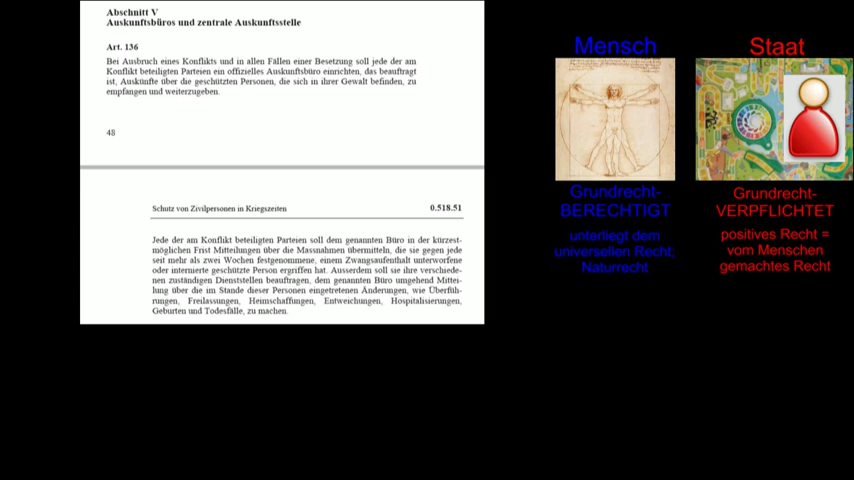 Abschnitt V
Auskunftsbüros und zentrale Auskunftsstelle
Art. 136
Bei Ausbruch eines Konflikts und in allen Fällen einer Besetzung soll jede der am
Konflikt beteiligten Parteien ein offizielles Auskunftsbüro einrichten, das beauftragt
ist, Auskünfte über die geschützten Personen, die sich in ihrer Gewalt befinden, zu
empfangen und weiterzugeben.
48
Schutz von Zivilpersonen in Kriegszeiten 0.518.51
Jede der am Konflikt beteiligten Parteien soll dem genannten Büro in der kürzest-
möglichen Frist Mitteilungen über die Massnahmen übermitteln, die sie gegen jede
seit mehr als zwei Wochen festgenommene, einem Zwangsaufenthalt unterworfene
oder internierte geschützte Person ergriffen hat. Ausserdem soll sie ihre verschiede-
nen zuständigen Dienststellen beauftragen, dem genannten Büro umgehend Mittei-
lung über die im Stande dieser Personen eingetretenen Änderungen, wie Überfüh-
rungen, Freilassungen, Heimschaffungen, Entweichungen, Hospitalisierungen,
Geburten und Todesfälle, zu machen.
Mensch
Grundrecht-
BERECHTIGT
unterliegt dem
universellen Recht;
Naturrecht
Staat
Grundrecht-
VERPFLICHTET
positives Recht =
vom Menschen
gemachtes Recht